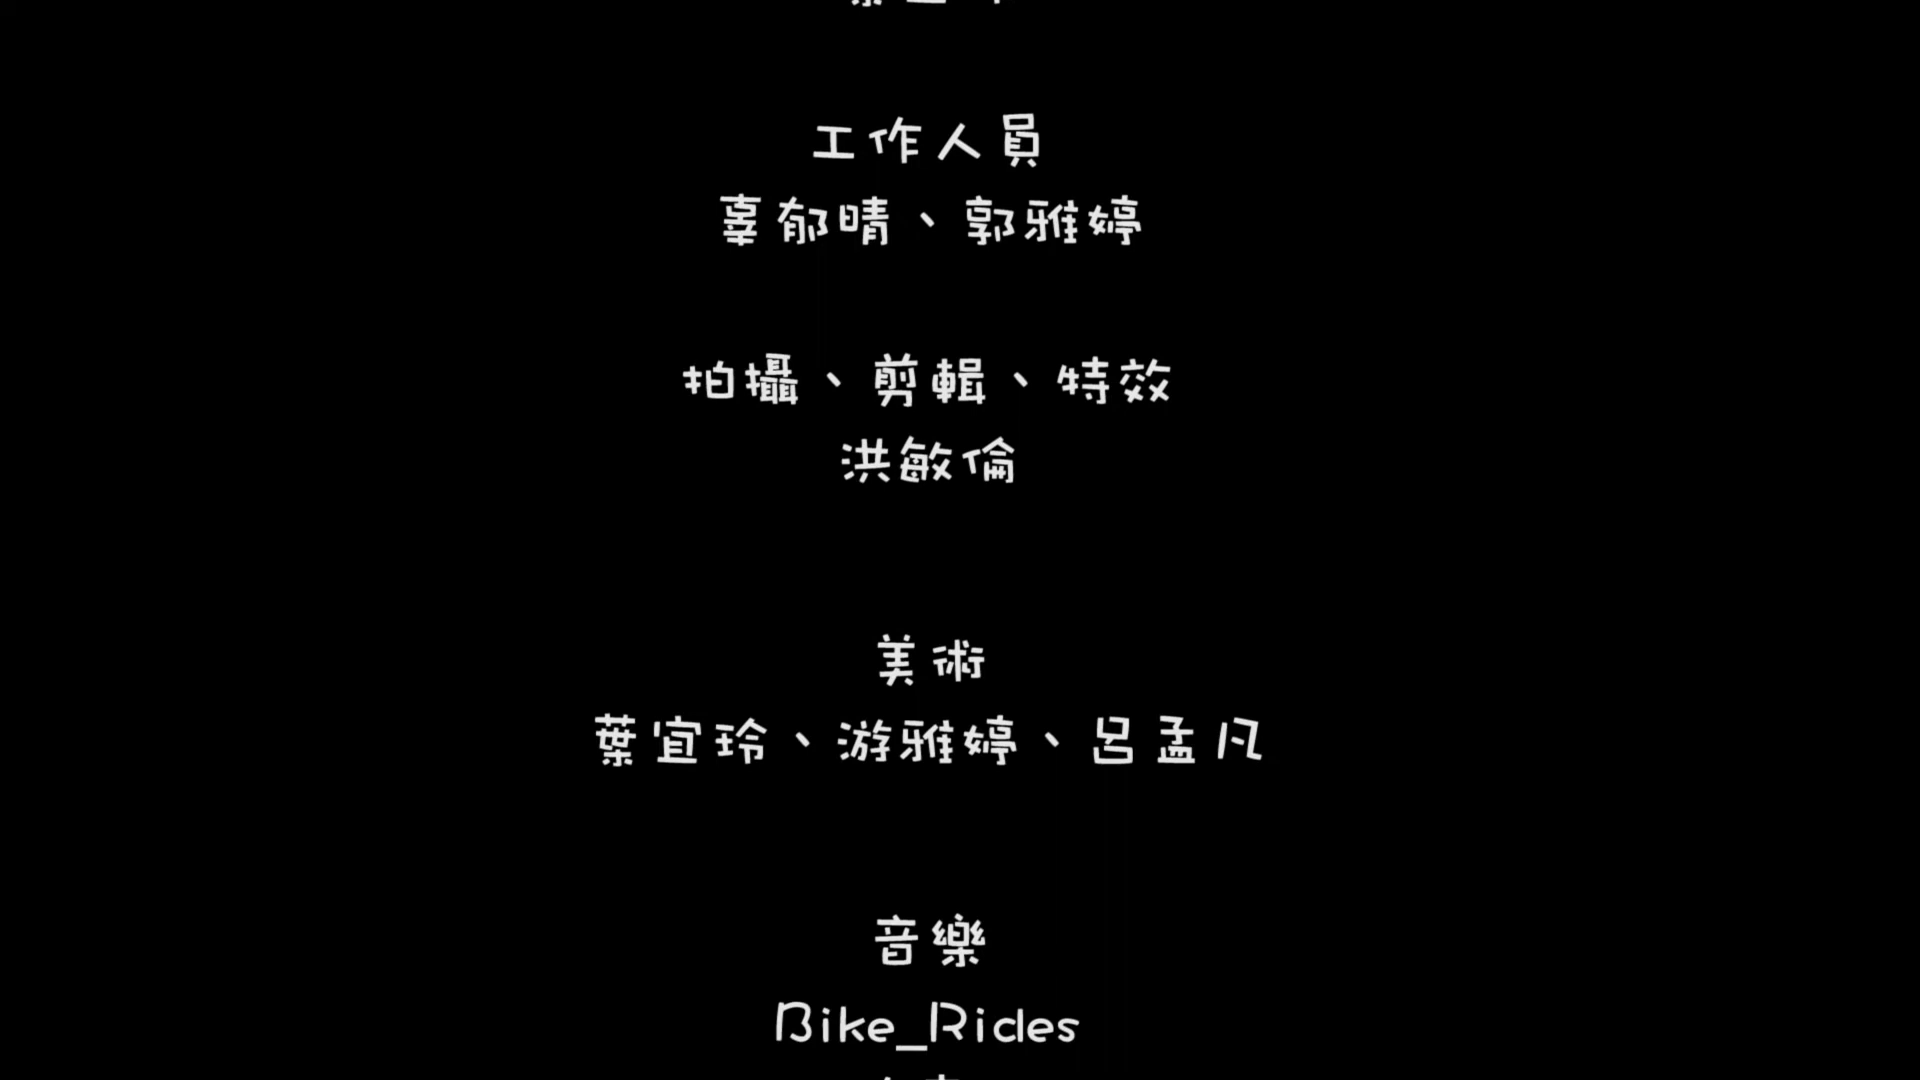 工作人員
辜郁晴、郭雅婷
拍攝、剪輯、特效
洪敏倫
美術
葉宜玲、游雅婷、呂孟凡
音樂
Bike_Rides